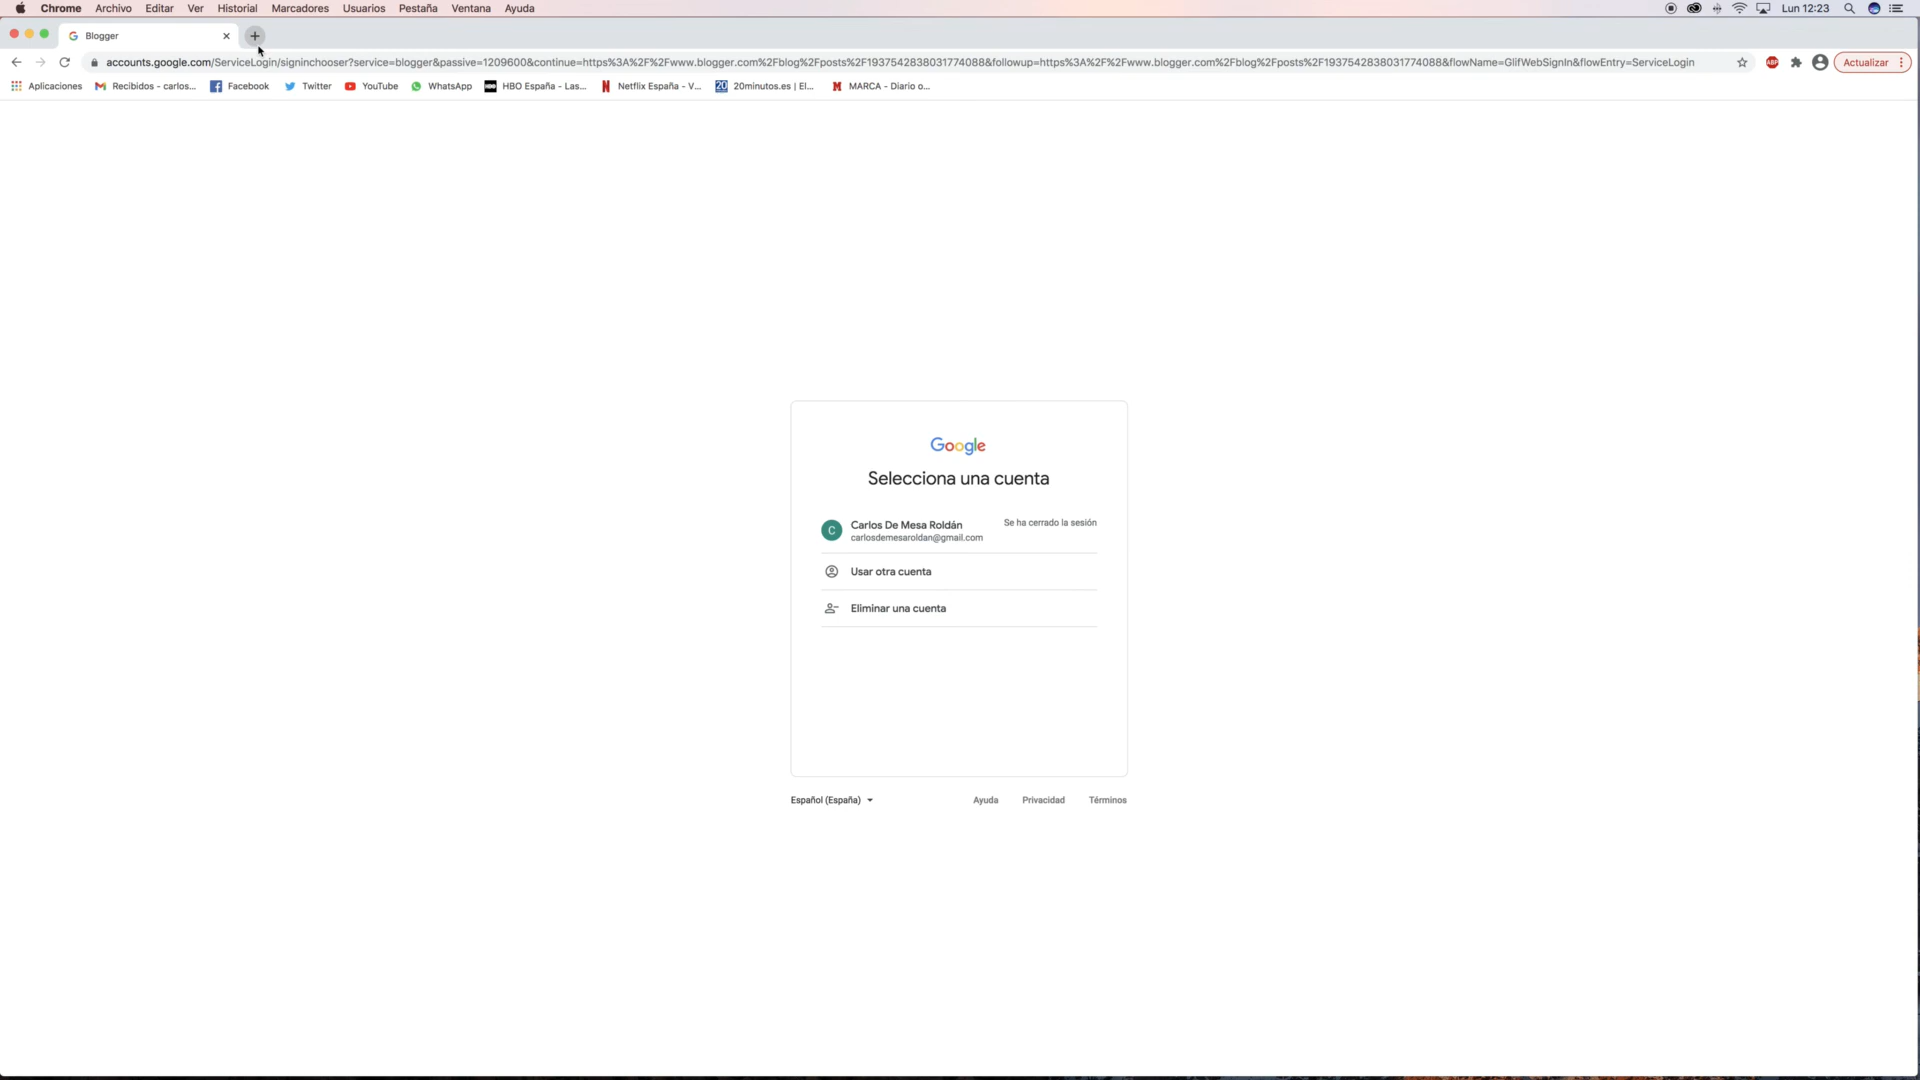 Chrome Archivo Editar Ver Historial Marcadores Usuarios Pestaña Ventana Ayuda Lun 12:23
Blogger
accounts.google.com/ServiceLogin/signinchooser?service=blogger&passive=1209600&continue=https%3A%2F%2Fwww.blogger.com%2Fblog%2Fposts%2F1937542838031774088&followup=https%3A%2F%2Fwww.blogger.com%2Fblog%2Fposts%2F1937542838031774088&flowName=GlifWebSignIn&flowEntry=ServiceLogin ABP Actualizar
Aplicaciones Recibidos - carlos... Facebook Twitter YouTube WhatsApp HBO HBO España - Las... Netflix España - V... 20 20minutos.es | El... M MARCA - Diario o...
Google
Selecciona una cuenta
C Carlos De Mesa Roldán Se ha cerrado la sesión
carlosdemesaroldan@gmail.com
Usar otra cuenta
Eliminar una cuenta
Español (España) Ayuda Privacidad Términos